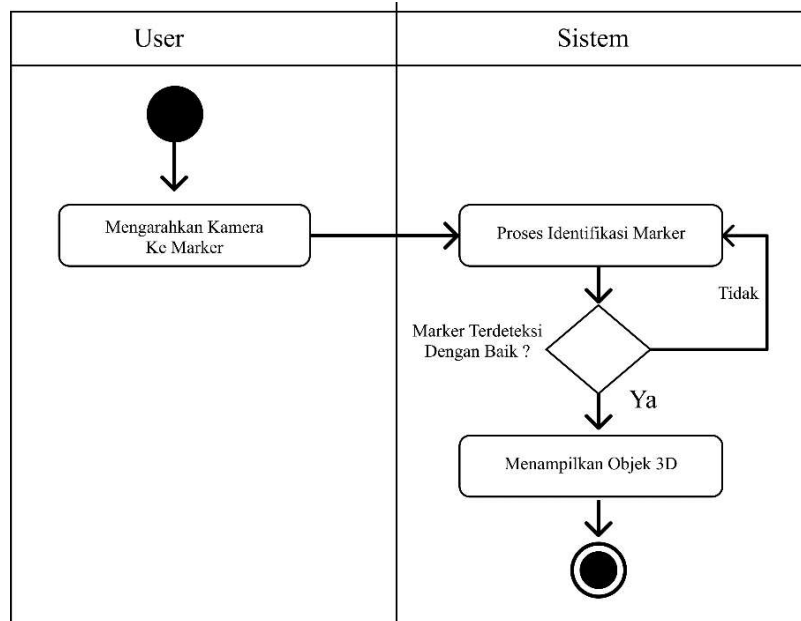 User
Sistem
Mengarahkan Kamera
Ke Marker
Proses Identifikasi Marker
Tidak
Marker Terdeteksi
Dengan Baik ?
Ya
Menampilkan Objek 3D